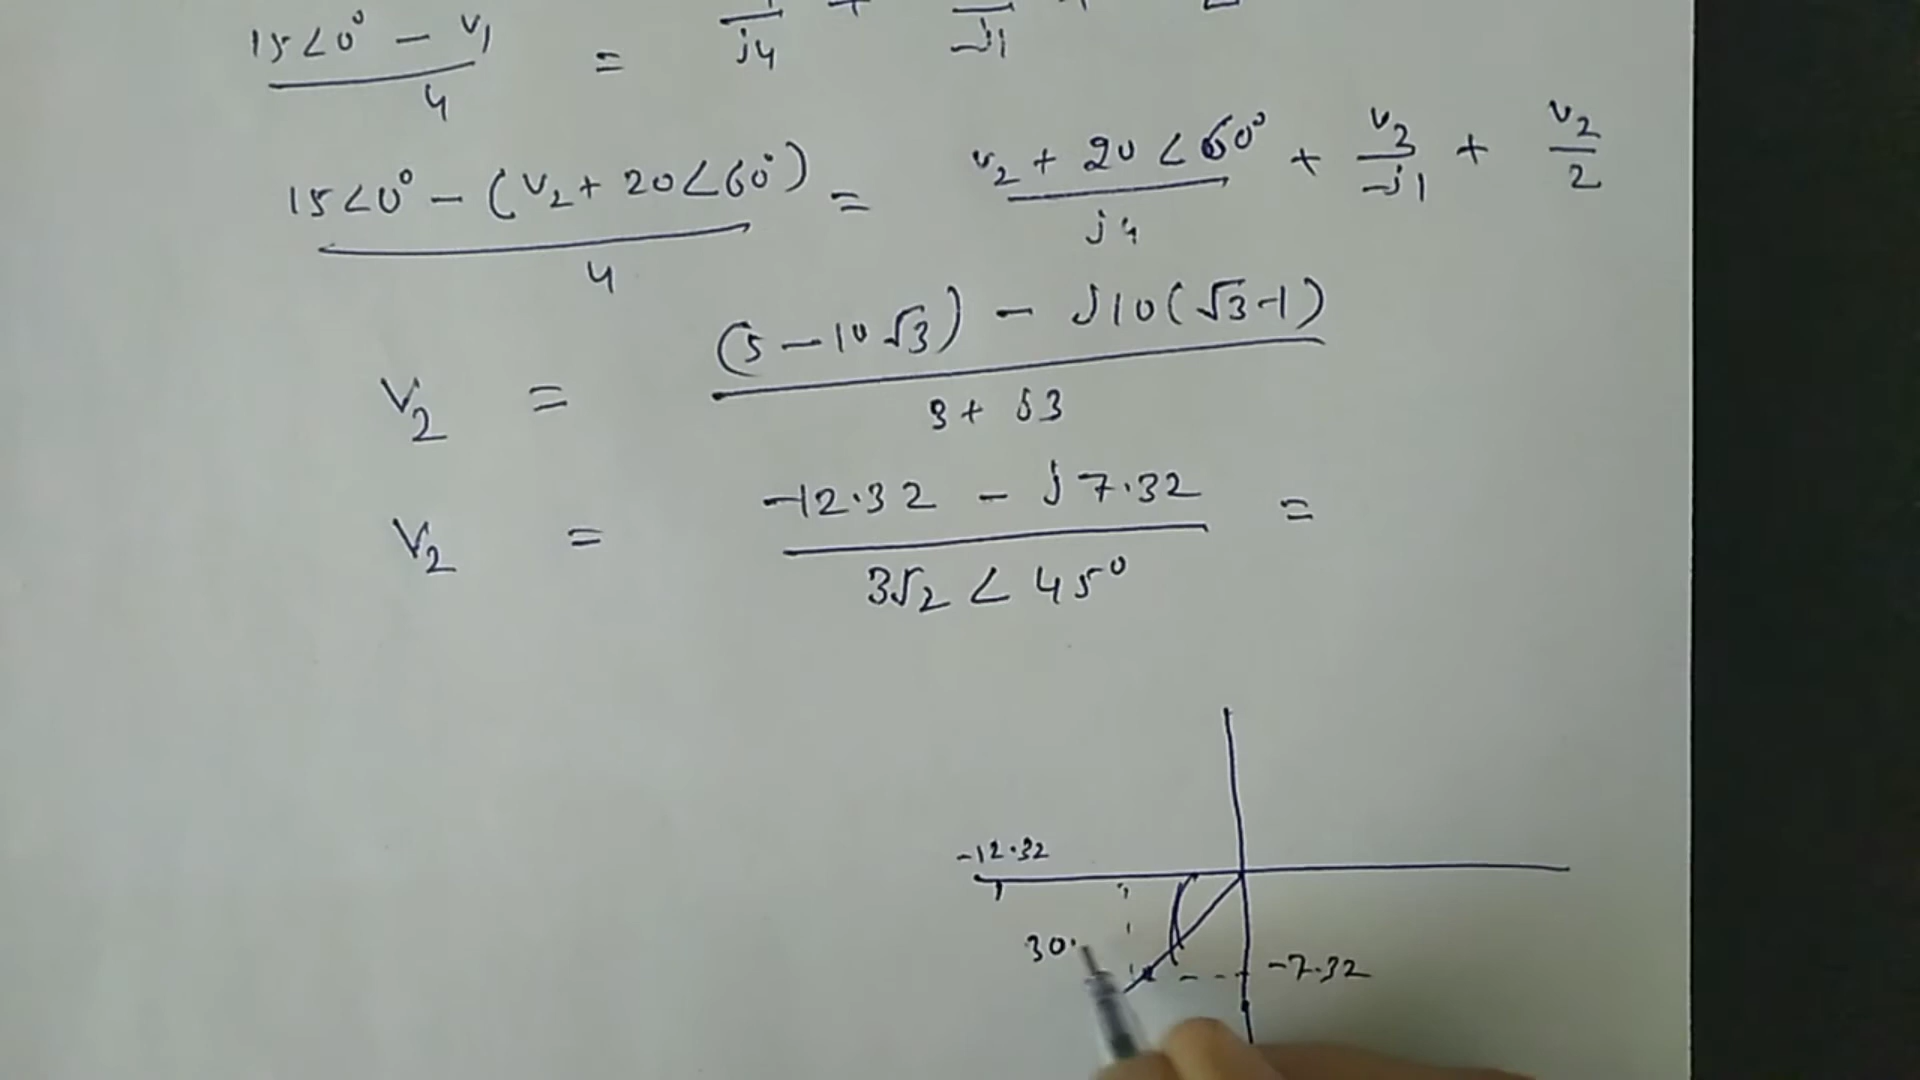 15<0° - V1 / 4 = / j4 + / -j1 +
15<0° - (V2 + 20<60°) / 4 = V2 + 20<60° / j4 + V2 / -j1 + V2 / 2
V2 = (5 - 10√3) - j10(√3-1) / 3 + j3
V2 = -12.32 - j7.32 / 3√2 < 45° =
-12.32
30.
-7.32